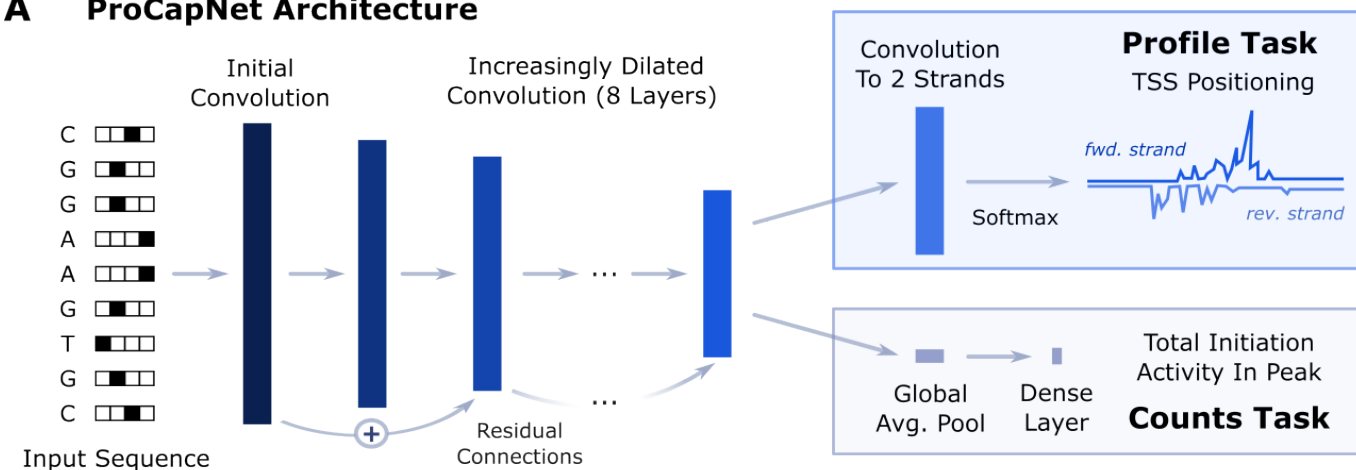 A ProCapNet Architecture
Initial
Convolution
Increasingly Dilated
Convolution (8 Layers)
C
G
G
A
A
G
T
G
C
Input Sequence
...
+
...
Residual
Connections
Convolution
To 2 Strands
Softmax
Profile Task
TSS Positioning
fwd. strand
rev. strand
Global
Avg. Pool
Dense
Layer
Total Initiation
Activity In Peak
Counts Task